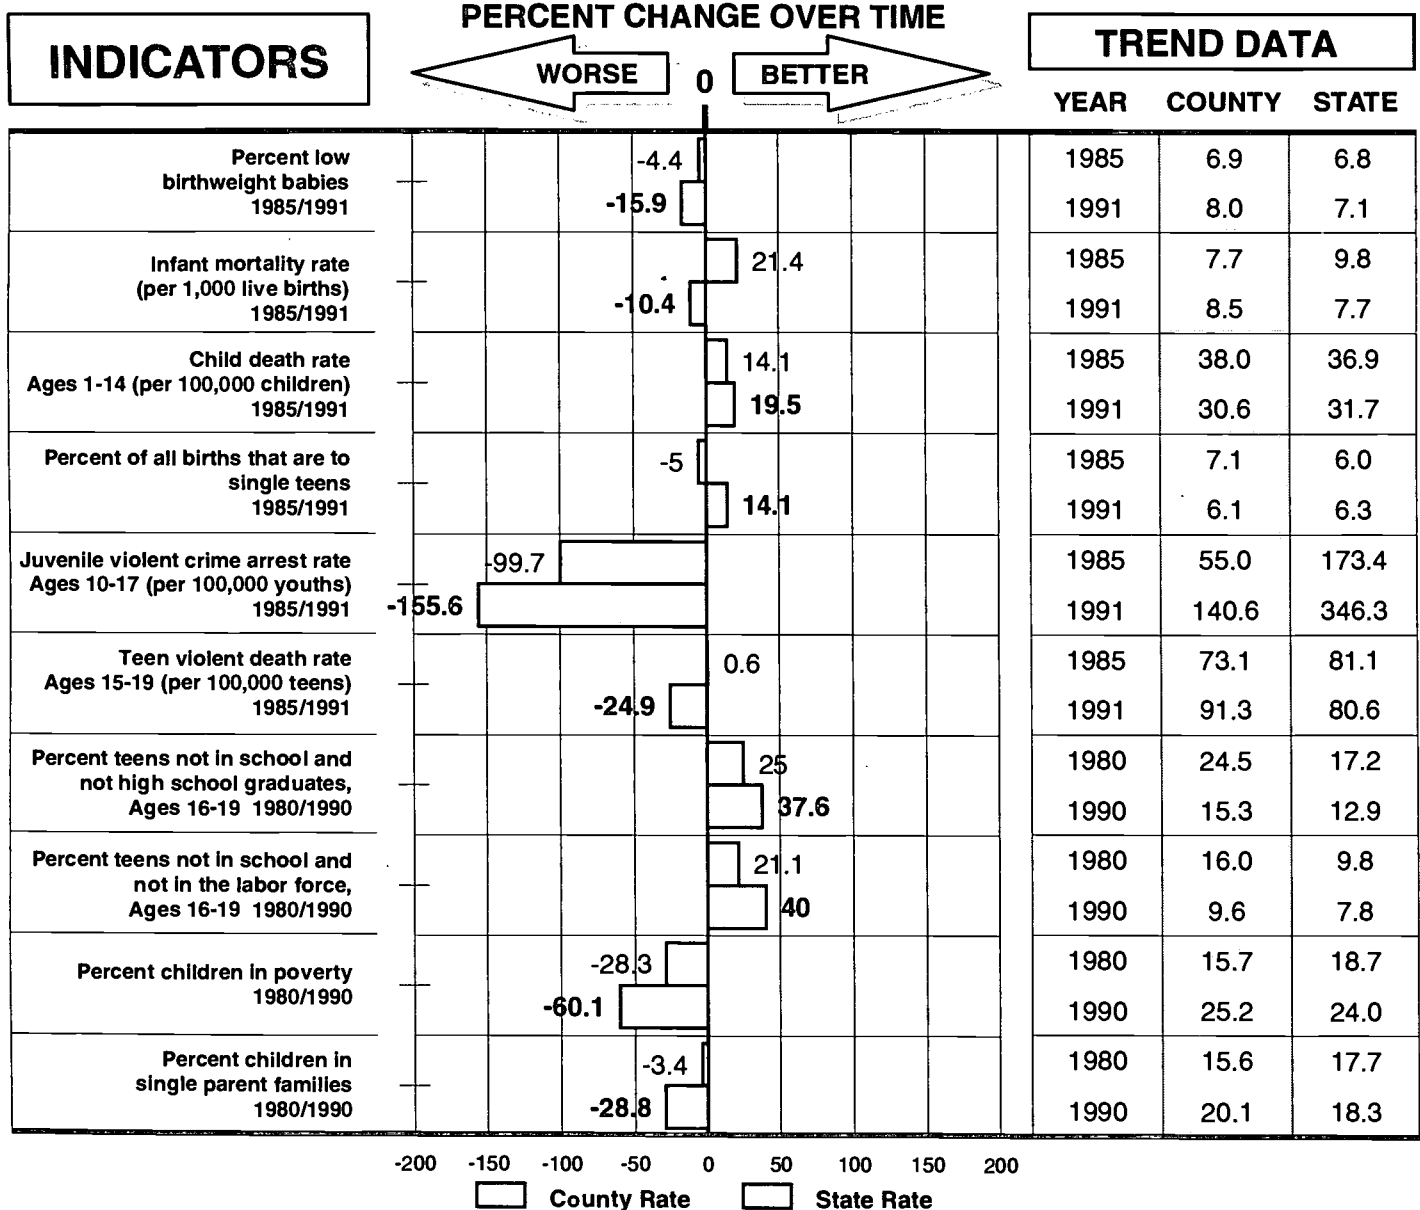 PERCENT CHANGE OVER TIME
INDICATORS
WORSE
0
BETTER
TREND DATA
YEAR COUNTY STATE
Percent low
birthweight babies
1985/1991
-4.4
-15.9
1985 6.9 6.8
1991 8.0 7.1
Infant mortality rate
(per 1,000 live births)
1985/1991
21.4
-10.4
1985 7.7 9.8
1991 8.5 7.7
Child death rate
Ages 1-14 (per 100,000 children)
1985/1991
14.1
19.5
1985 38.0 36.9
1991 30.6 31.7
Percent of all births that are to
single teens
1985/1991
-5
14.1
1985 7.1 6.0
1991 6.1 6.3
Juvenile violent crime arrest rate
Ages 10-17 (per 100,000 youths)
1985/1991
-99.7
-155.6
1985 55.0 173.4
1991 140.6 346.3
Teen violent death rate
Ages 15-19 (per 100,000 teens)
1985/1991
0.6
-24.9
1985 73.1 81.1
1991 91.3 80.6
Percent teens not in school and
not high school graduates,
Ages 16-19 1980/1990
25
37.6
1980 24.5 17.2
1990 15.3 12.9
Percent teens not in school and
not in the labor force,
Ages 16-19 1980/1990
21.1
40
1980 16.0 9.8
1990 9.6 7.8
Percent children in poverty
1980/1990
-28.3
-60.1
1980 15.7 18.7
1990 25.2 24.0
Percent children in
single parent families
1980/1990
-3.4
-28.8
1980 15.6 17.7
1990 20.1 18.3
-200 -150 -100 -50 0 50 100 150 200
County Rate State Rate